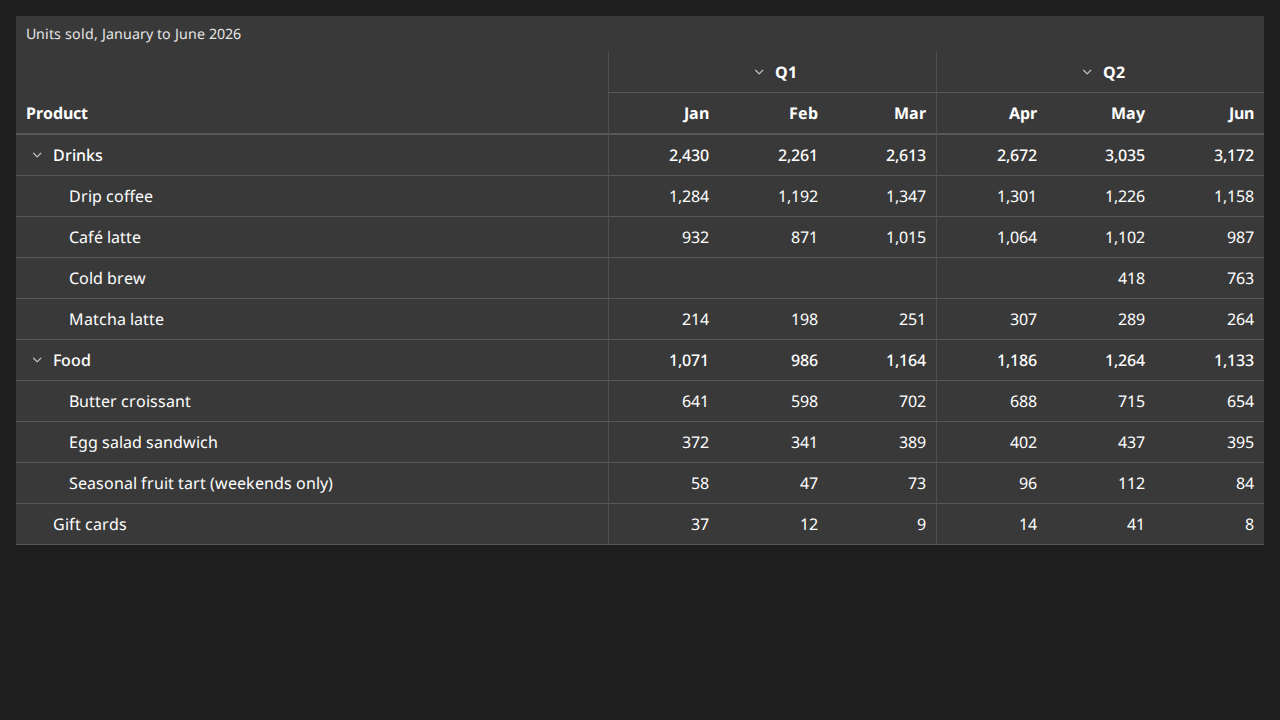 Units sold, January to June 2026
Q1 Q2
Product Jan Feb Mar Apr May Jun
Drinks 2,430 2,261 2,613 2,672 3,035 3,172
Drip coffee 1,284 1,192 1,347 1,301 1,226 1,158
Café latte 932 871 1,015 1,064 1,102 987
Cold brew 418 763
Matcha latte 214 198 251 307 289 264
Food 1,071 986 1,164 1,186 1,264 1,133
Butter croissant 641 598 702 688 715 654
Egg salad sandwich 372 341 389 402 437 395
Seasonal fruit tart (weekends only) 58 47 73 96 112 84
Gift cards 37 12 9 14 41 8